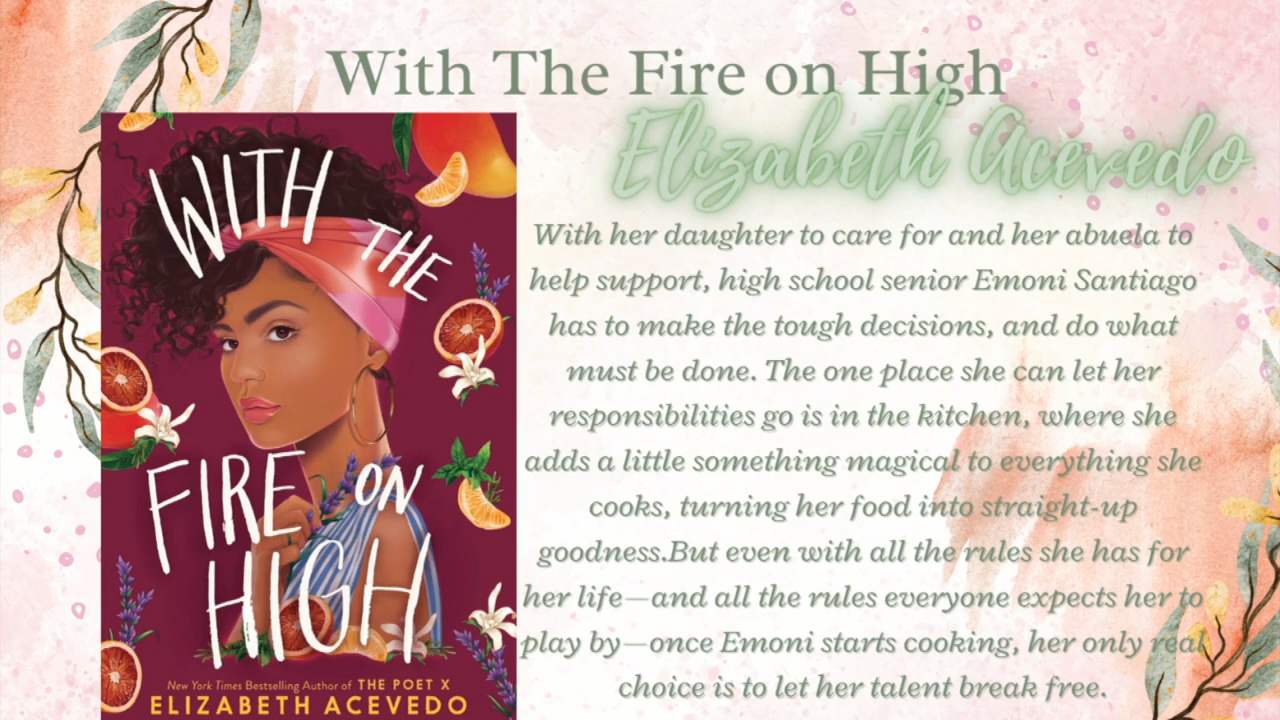 With The Fire on High
Elizabeth Acevedo
WITH
THE
FIRE ON
HIGH
New York Times Bestselling Author of THE POET X
ELIZABETH ACEVEDO
With her daughter to care for and her abuela to
help support, high school senior Emoni Santiago
has to make the tough decisions, and do what
must be done. The one place she can let her
responsibilities go is in the kitchen, where she
adds a little something magical to everything she
cooks, turning her food into straight-up
goodness.But even with all the rules she has for
her life—and all the rules everyone expects her to
play by—once Emoni starts cooking, her only real
choice is to let her talent break free.